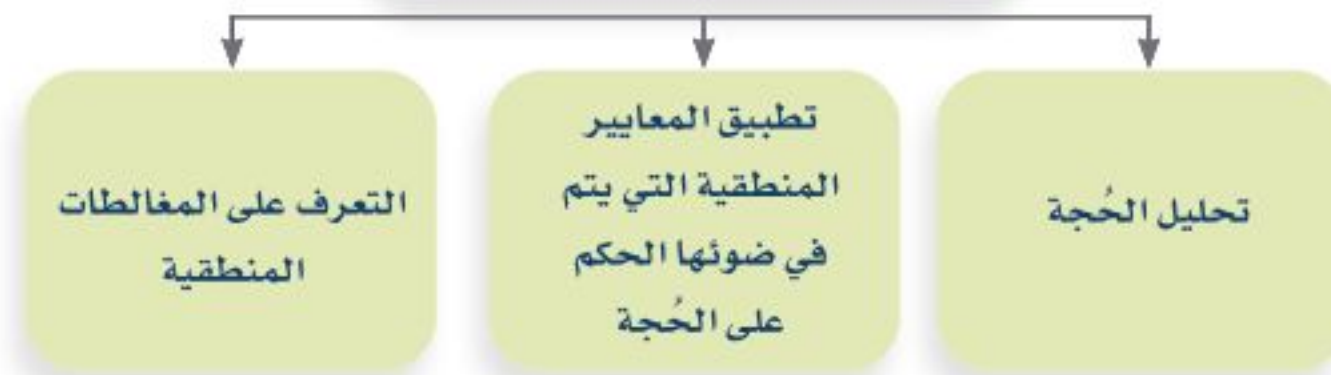 تحليل الحُجة
تطبيق المعايير
المنطقية التي يتم
في ضوئها الحكم
على الحُجة
التعرف على المغالطات
المنطقية